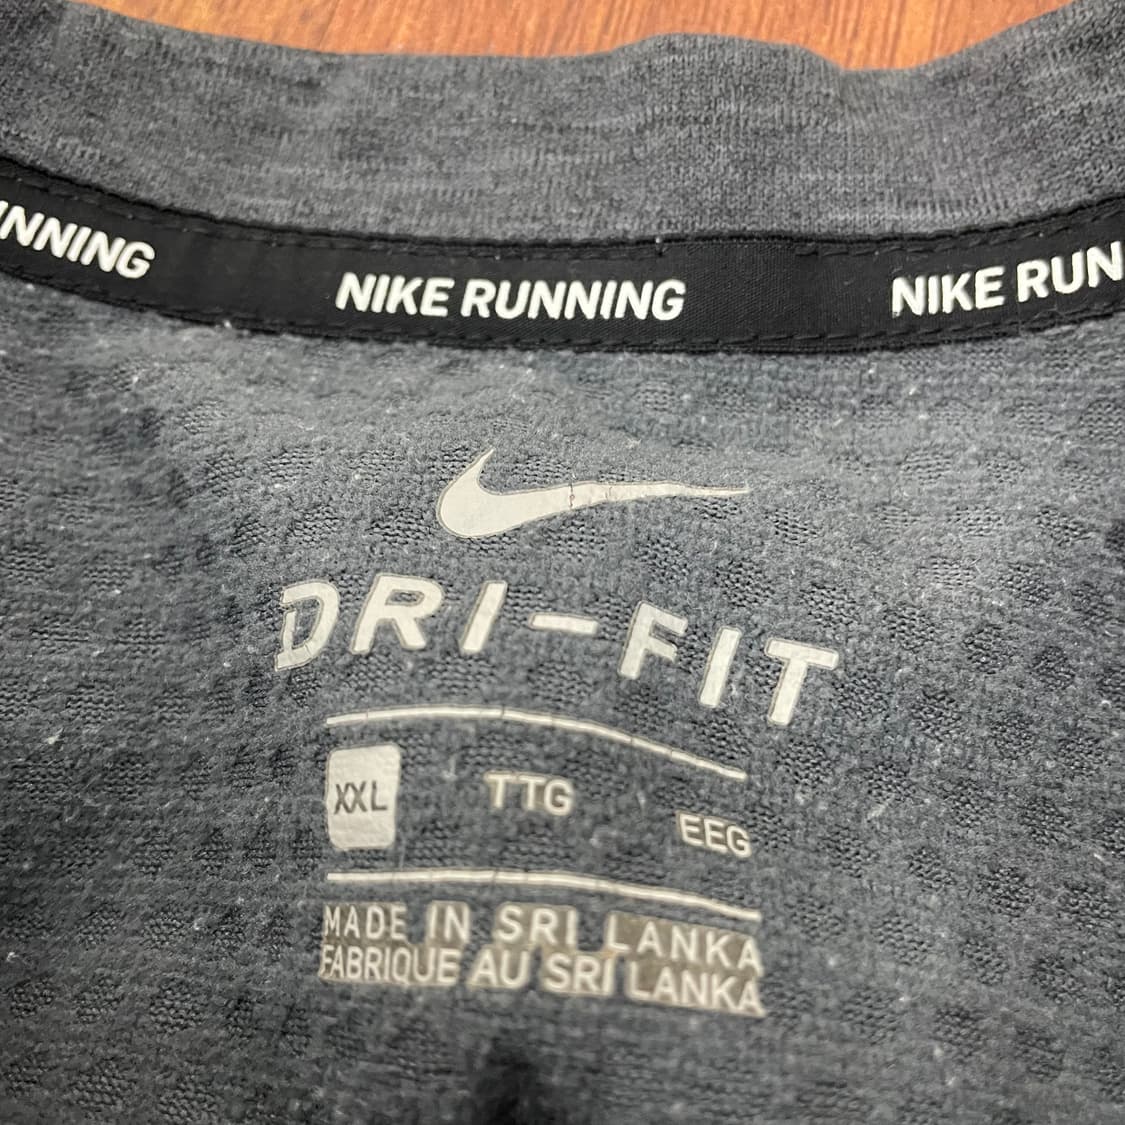 NNING
NIKE RUNNING
NIKE RUN
DRI-FIT
XXL TTG EEG
MADE IN SRI LANKA
FABRIQUE AU SRI LANKA